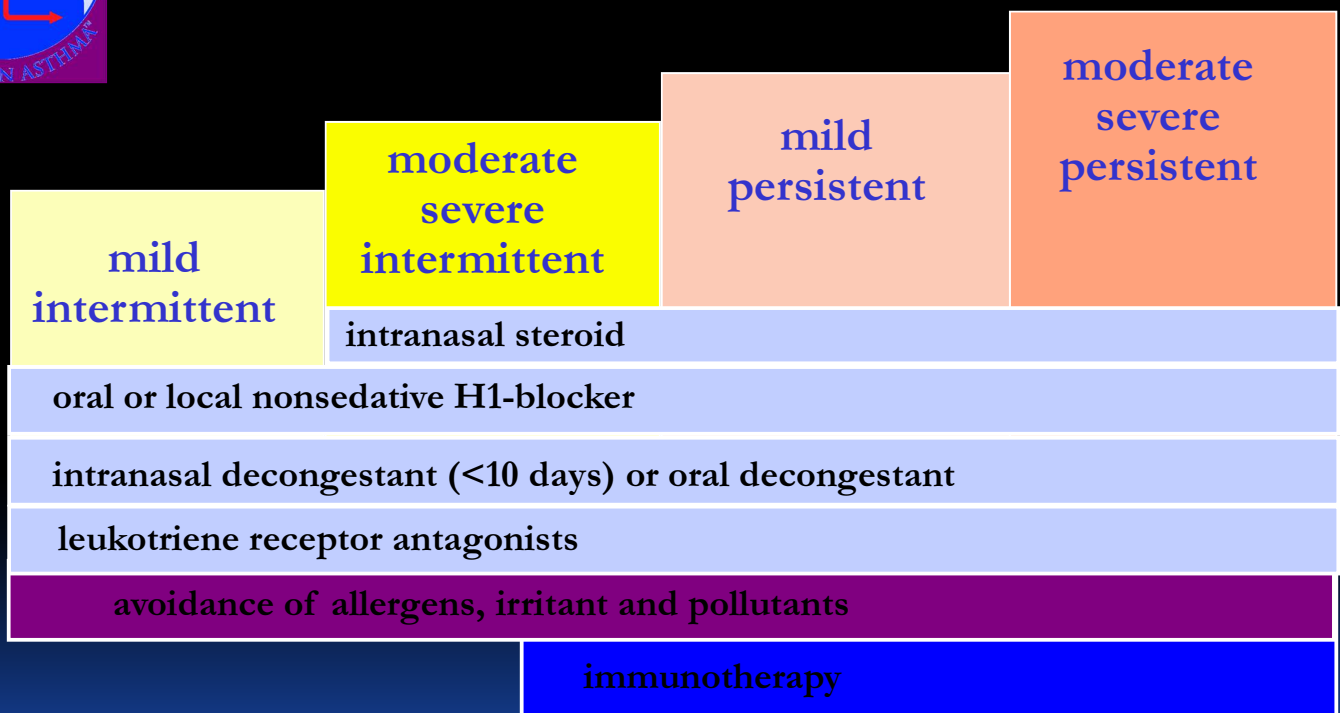 ASTHMA™
moderate
severe
persistent
mild
persistent
moderate
severe
intermittent
mild
intermittent
intranasal steroid
oral or local nonsedative H1-blocker
intranasal decongestant (<10 days) or oral decongestant
leukotriene receptor antagonists
avoidance of allergens, irritant and pollutants
immunotherapy